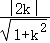 |2k|
√1+k²